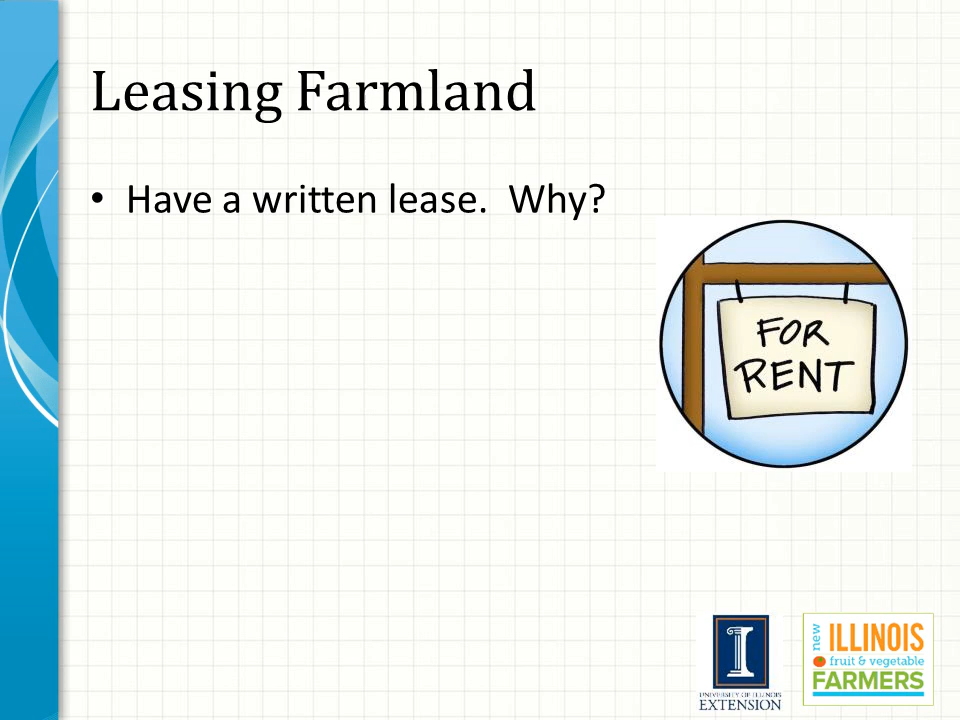 Leasing Farmland
• Have a written lease.  Why?
FOR
RENT
I
UNIVERSITY OF ILLINOIS
EXTENSION
new
ILLINOIS
fruit & vegetable
FARMERS